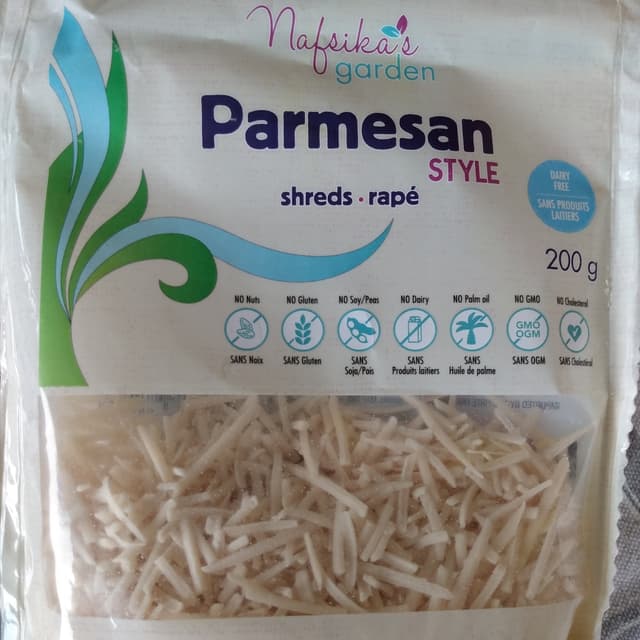 Nafsika's
garden
Parmesan
STYLE
shreds · rapé
DAIRY
FREE
SANS PRODUITS
LAITIERS
200 g
NO Nuts
NO Gluten
NO Soy/Peas
NO Dairy
NO Palm oil
NO GMO
NO Cholesterol
GMO
OGM
SANS Noix
SANS Gluten
SANS
Soja/Pois
SANS
Produits laitiers
SANS
Huile de palme
SANS OGM
SANS Cholestérol